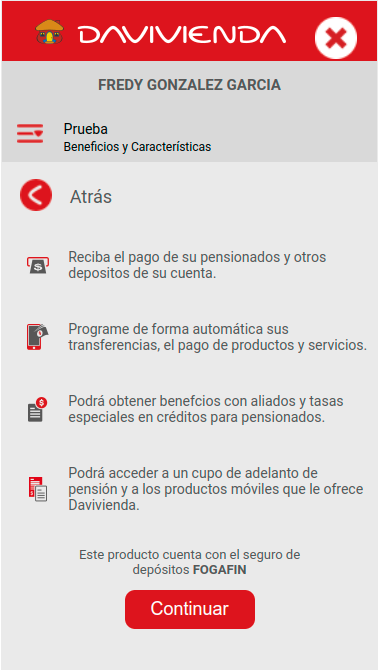 DAVIVIENDA
FREDY GONZALEZ GARCIA
Prueba
Beneficios y Características
Atrás
Reciba el pago de su pensionados y otros
depositos de su cuenta.
Programe de forma automática sus
transferencias, el pago de productos y servicios.
Podrá obtener benefcios con aliados y tasas
especiales en créditos para pensionados.
Podrá acceder a un cupo de adelanto de
pensión y a los productos móviles que le ofrece
Davivienda.
Este producto cuenta con el seguro de
depósitos FOGAFIN
Continuar